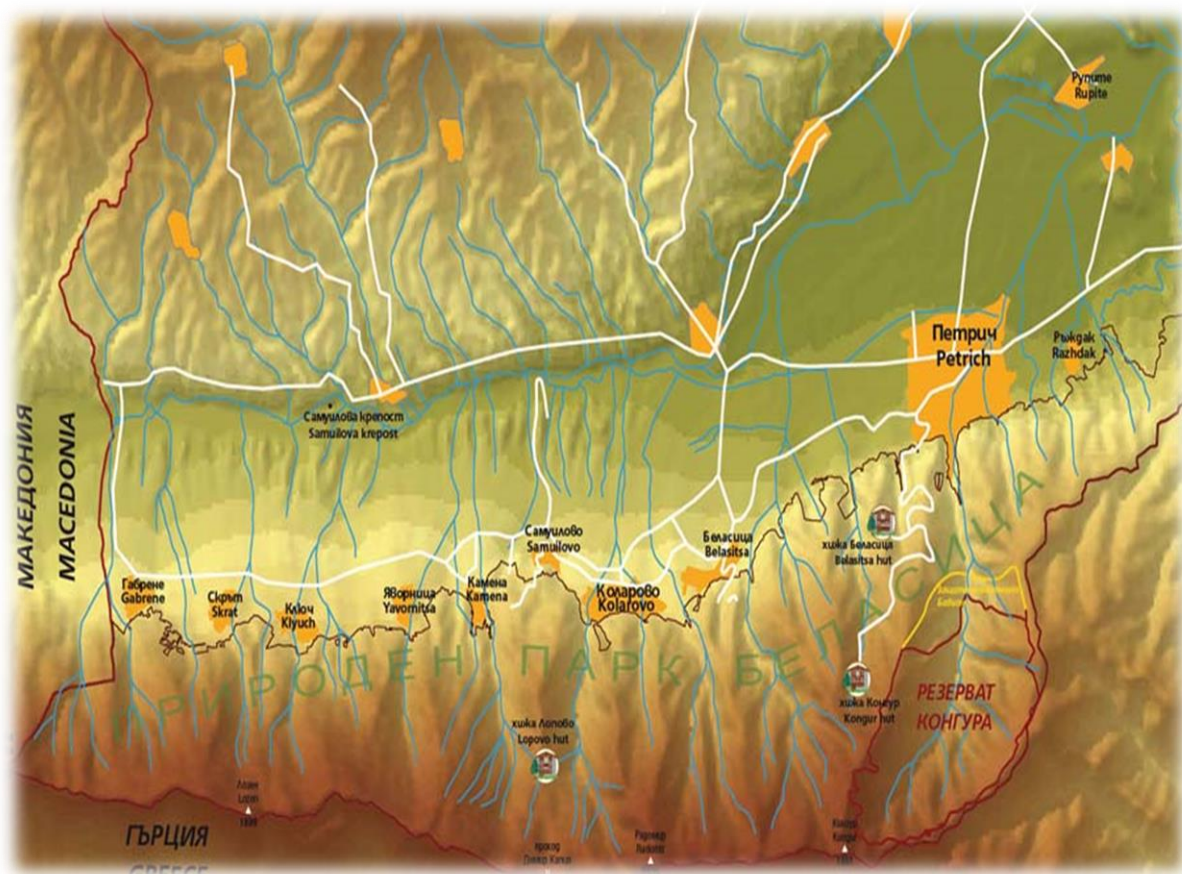 Рупите
Rupite
Петрич
Petrich
Ръждак
Razhdak
Самуилова крепост
Samuilova krepost
МАКЕДОНИЯ
MACEDONIA
Самуилово
Samuilovo
Беласица
Belasitsa
хижа Беласица
Belasitsa hut
Габрене
Gabrene
Скрът
Skrat
Ключ
Klyuch
Яворница
Yavornitsa
Камена
Kamena
Коларово
Kolarovo
ПРИРОДЕН ПАРК БЕЛАСИЦА
хижа Конгур
Kongur hut
РЕЗЕРВАТ
КОНГУРА
хижа Лопово
Lopovo hut
ГЪРЦИЯ
GREECE